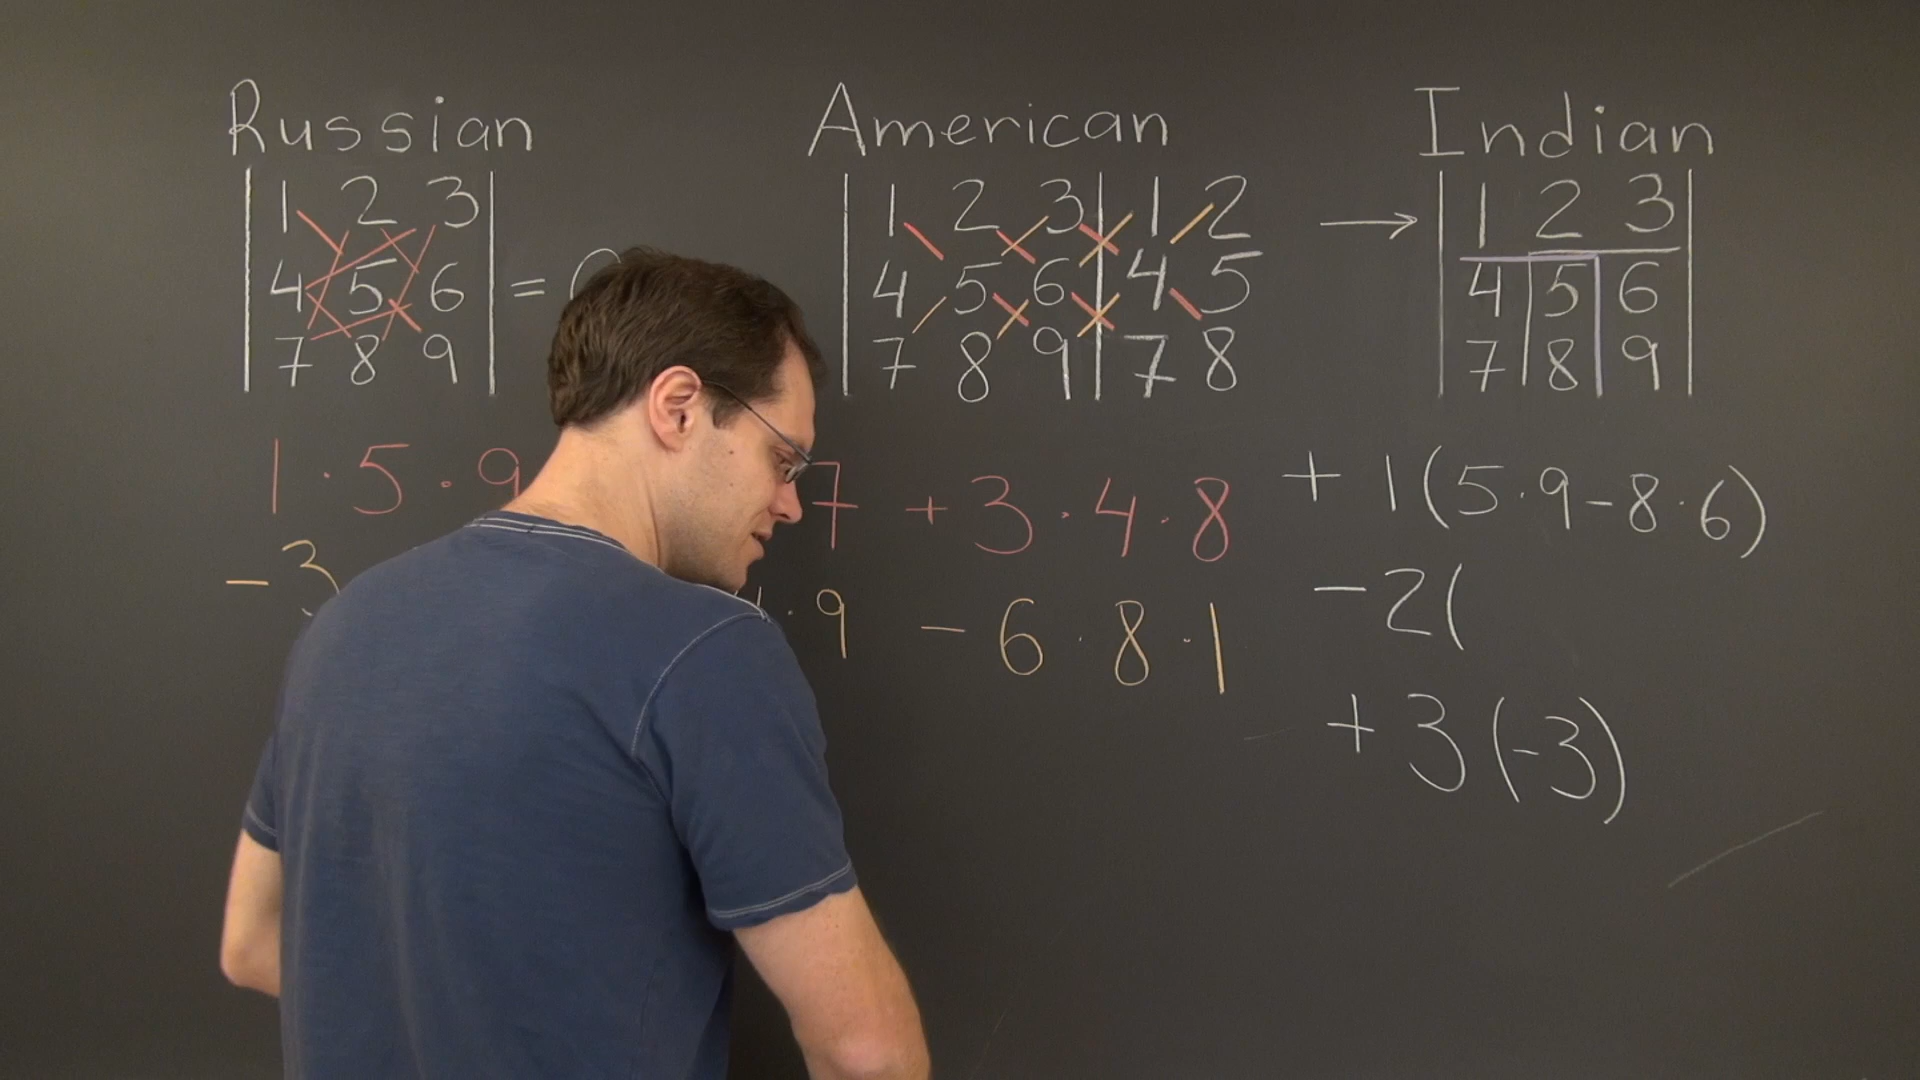 Russian American Indian
|1 2 3| |1 2 3|1 2 → |1 2 3|
|4 5 6| = |4 5 6|4 5 |4 5 6|
|7 8 9| |7 8 9|7 8 |7 8 9|
1·5·9 7 + 3·4·8 + 1(5·9-8·6)
-3 ·9 - 6·8·1 -2(
+3(-3)